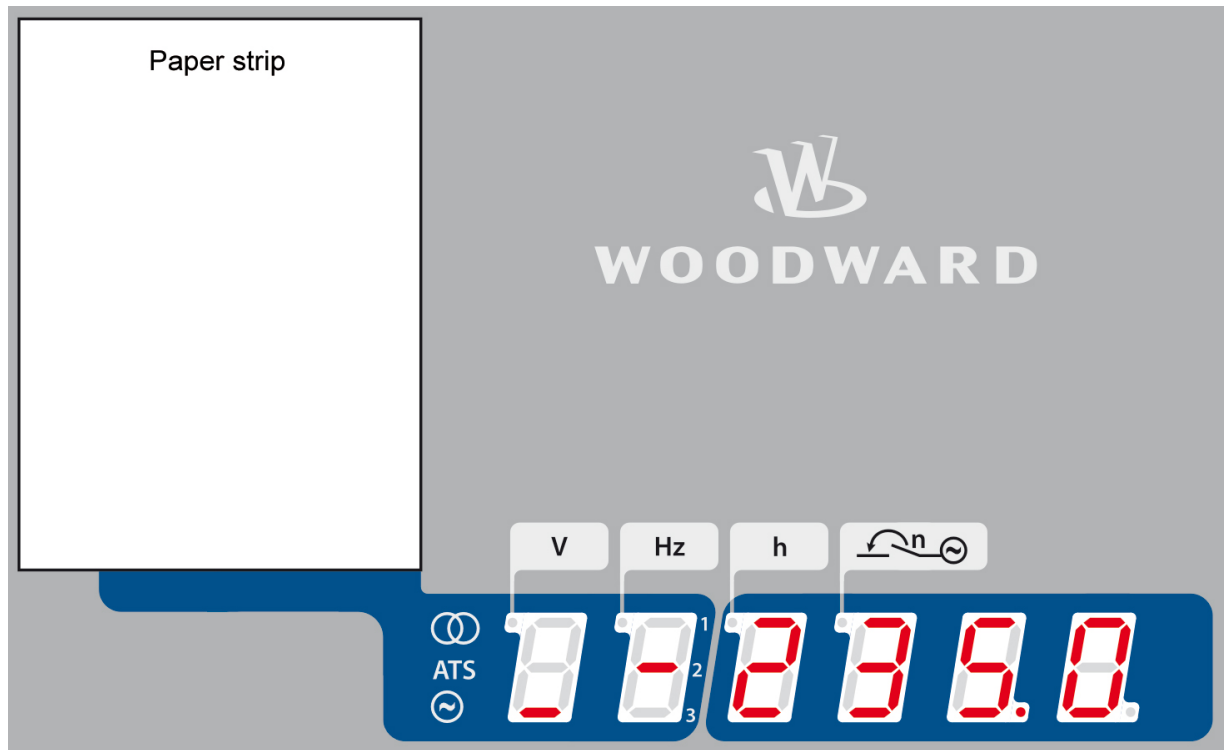 Paper strip
W
WOODWARD
V Hz h n
1
ATS 2
3
_ - 235.0